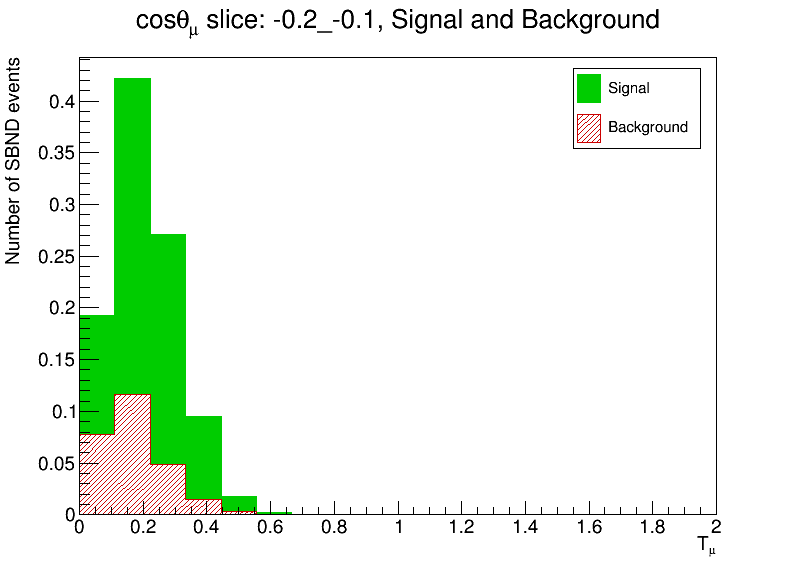 cosθμ slice: -0.2_-0.1, Signal and Background
Number of SBND events
Signal
Background
0.4
0.35
0.3
0.25
0.2
0.15
0.1
0.05
0
0 0.2 0.4 0.6 0.8 1 1.2 1.4 1.6 1.8 2
Tμ